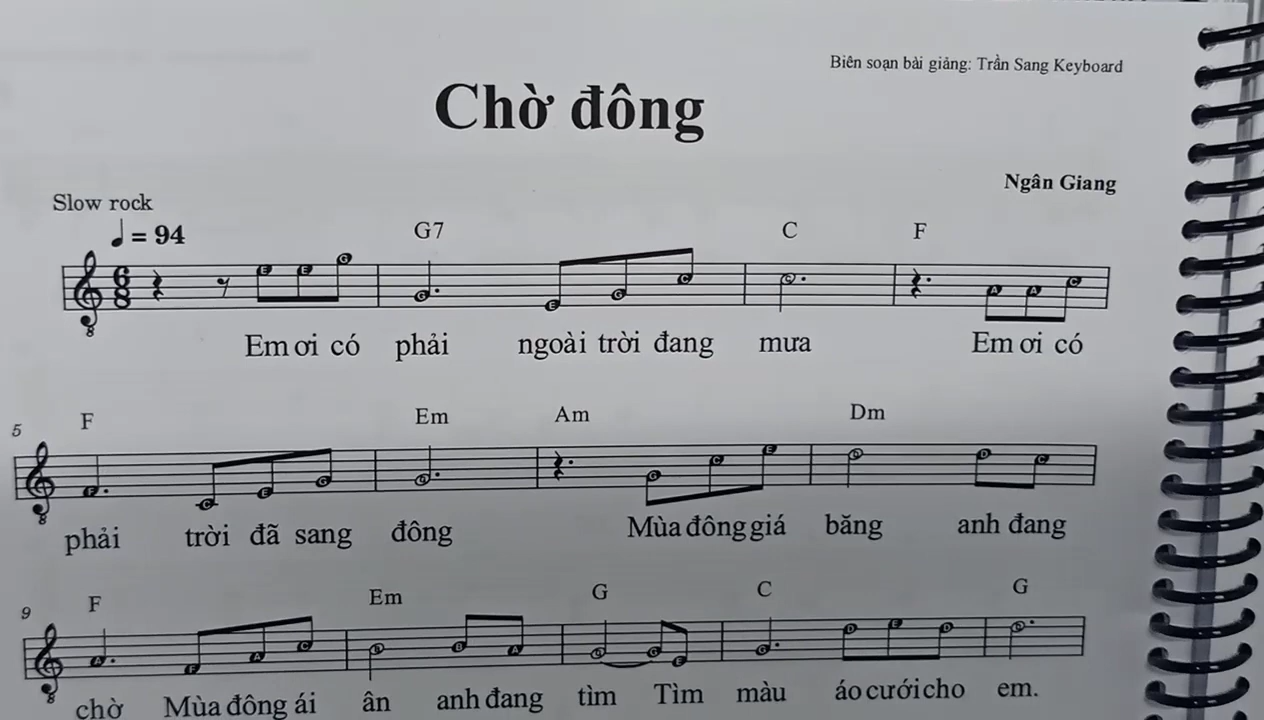 Biên soạn bài giảng: Trần Sang Keyboard
Chờ đông
Ngân Giang
Slow rock
♩ = 94
G7 C F
Em ơi có phải ngoài trời đang mưa Em ơi có
5
F Em Am Dm
phải trời đã sang đông Mùa đông giá băng anh đang
9
F Em G C G
chờ Mùa đông ái ân anh đang tìm Tìm màu áo cưới cho em.